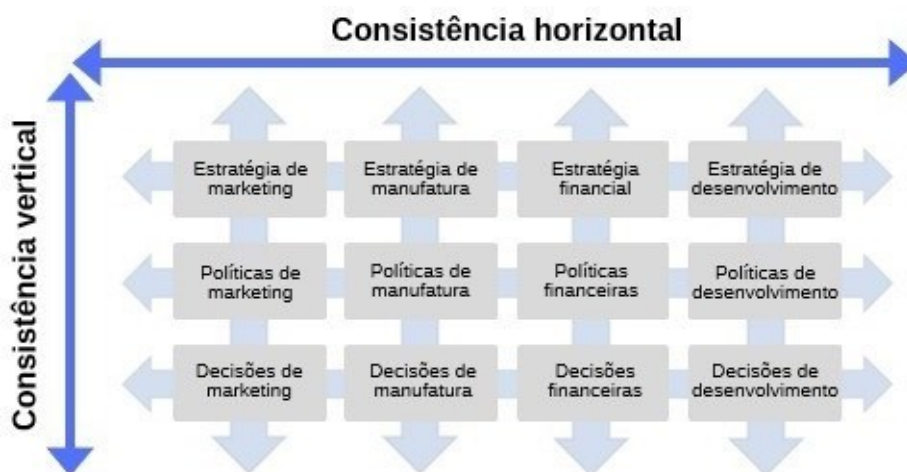 Consistência horizontal
Consistência vertical
Estratégia de
marketing
Estratégia de
manufatura
Estratégia
financial
Estratégia de
desenvolvimento
Políticas de
marketing
Políticas de
manufatura
Políticas
financeiras
Políticas de
desenvolvimento
Decisões de
marketing
Decisões de
manufatura
Decisões
financeiras
Decisões de
desenvolvimento